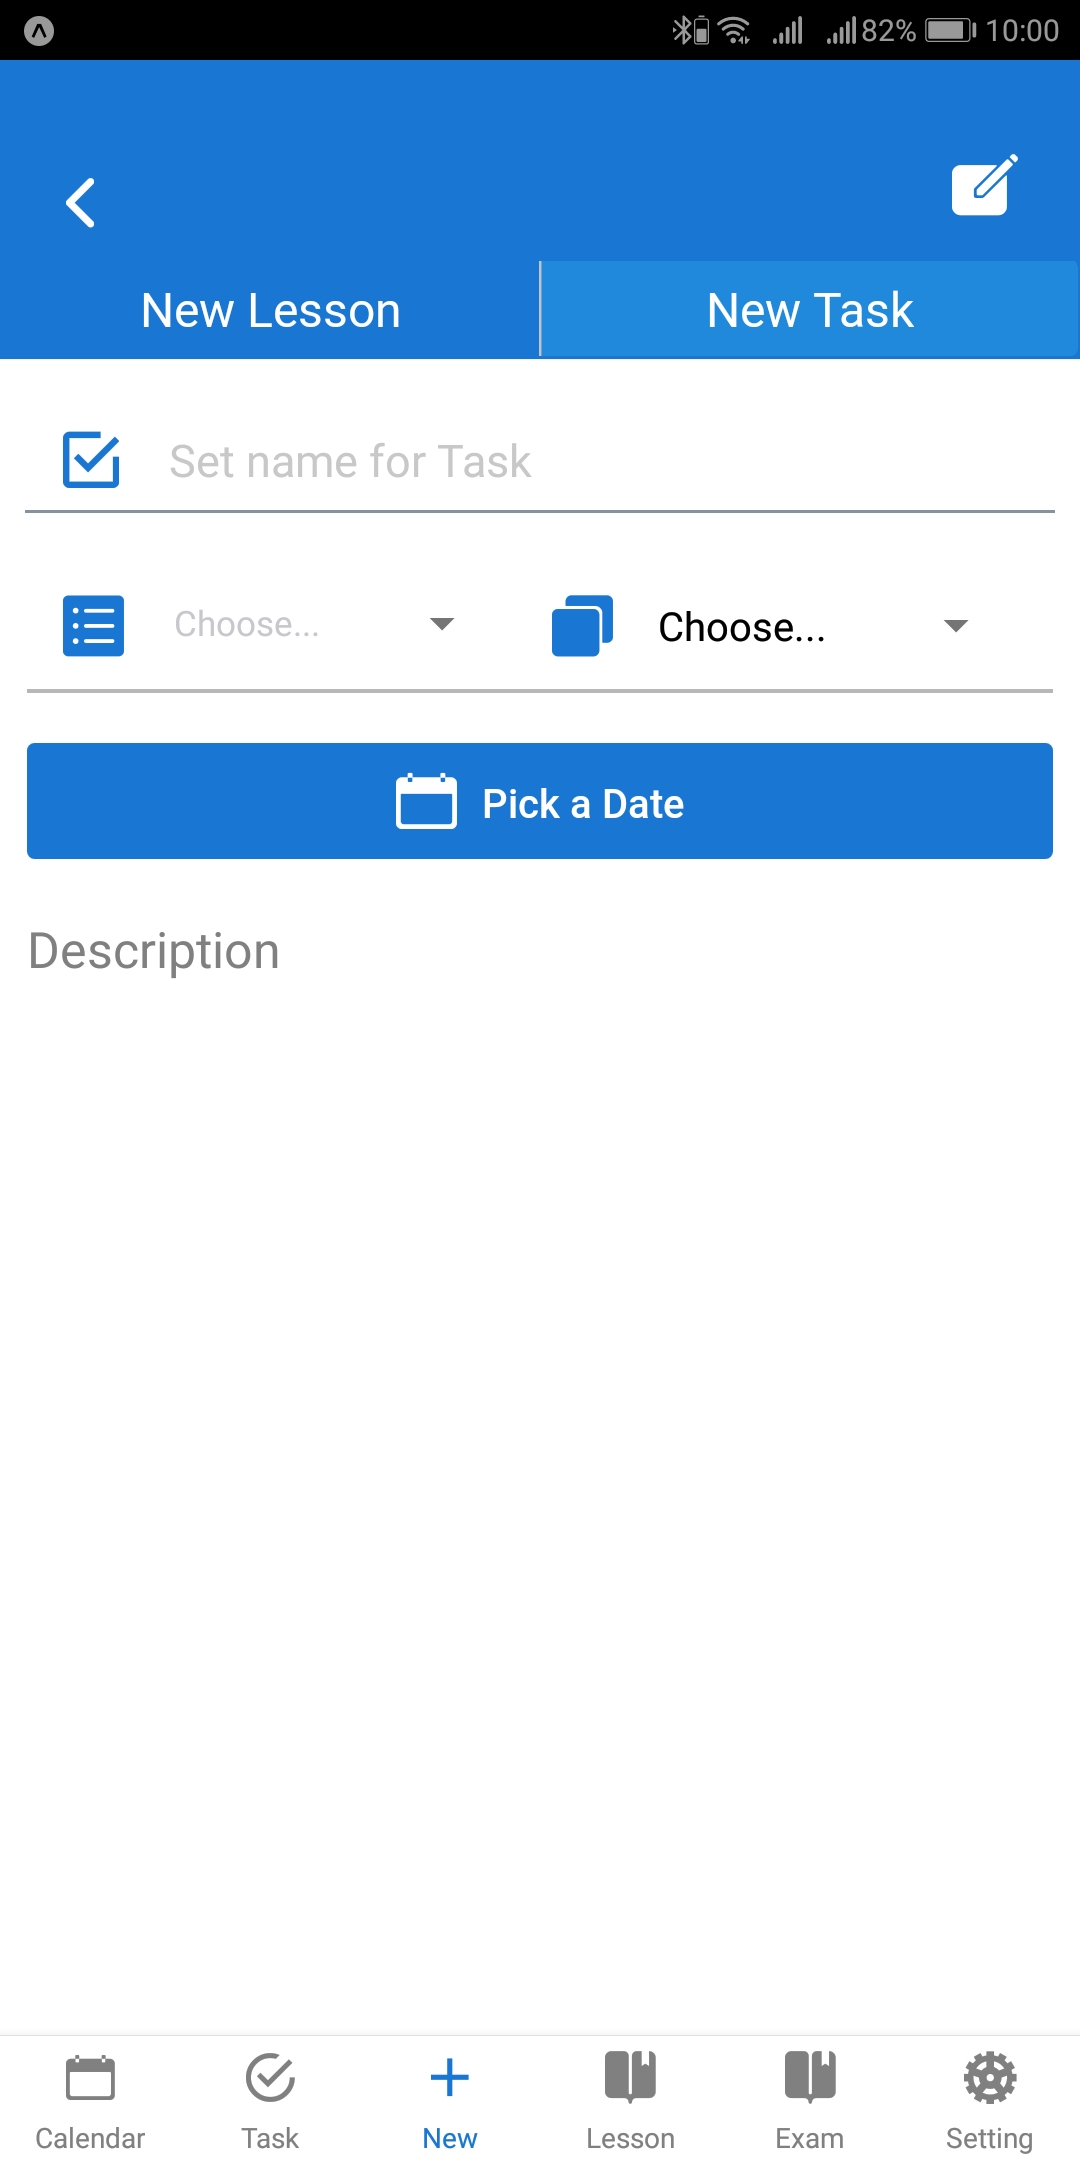 82% 10:00
New Lesson New Task
Set name for Task
Choose... Choose...
Pick a Date
Description
Calendar Task New Lesson Exam Setting